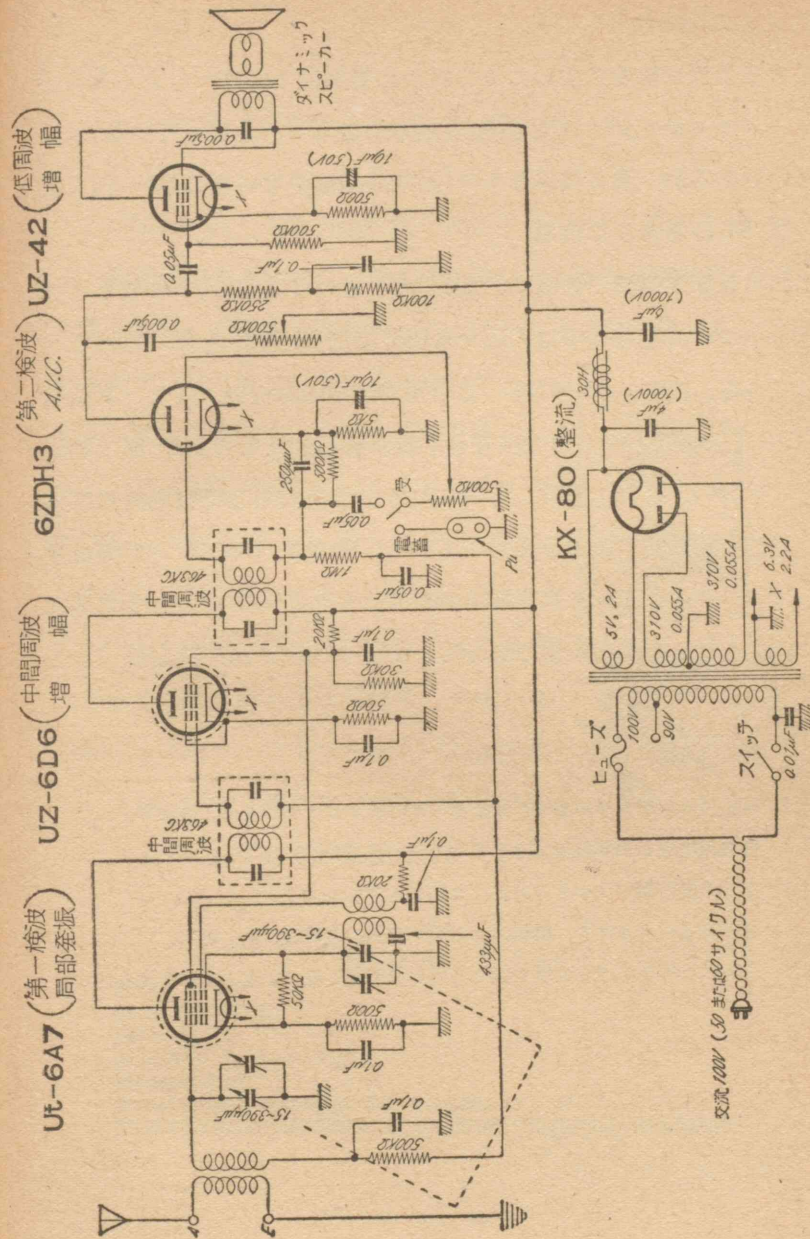 Ut-6A7 (第一検波
局部発振)
UZ-6D6 (中間周波
増 幅)
6ZDH3 (第二検波
A.V.C.)
UZ-42 (低周波
増 幅)
A
E
15~390μμF
500KΩ
0.1μF
0.1μF
500Ω
50KΩ
15~390μμF
433μμF
20KΩ
0.1μF
中間周波
463KC
0.1μF
500Ω
30KΩ
0.1μF
20KΩ
中間周波
463KC
1MΩ
0.05μF
250μμF
300KΩ
0.05μF
電蓄
受
Pu
500KΩ
5KΩ
10μF(50V)
0.005μF
500KΩ
250KΩ
0.1μF
100KΩ
0.05μF
500KΩ
500Ω
10μF(50V)
0.005μF
ダイナミック
スピーカー
X
X
X
X
KX-80 (整流)
ヒューズ
100V
90V
スイッチ
0.01μF
5V, 2A
310V
0.055A
310V
0.055A
X 6.3V
2.2A
30H
4μF
(1000V)
6μF
(1000V)
交流100V (50または60サイクル)